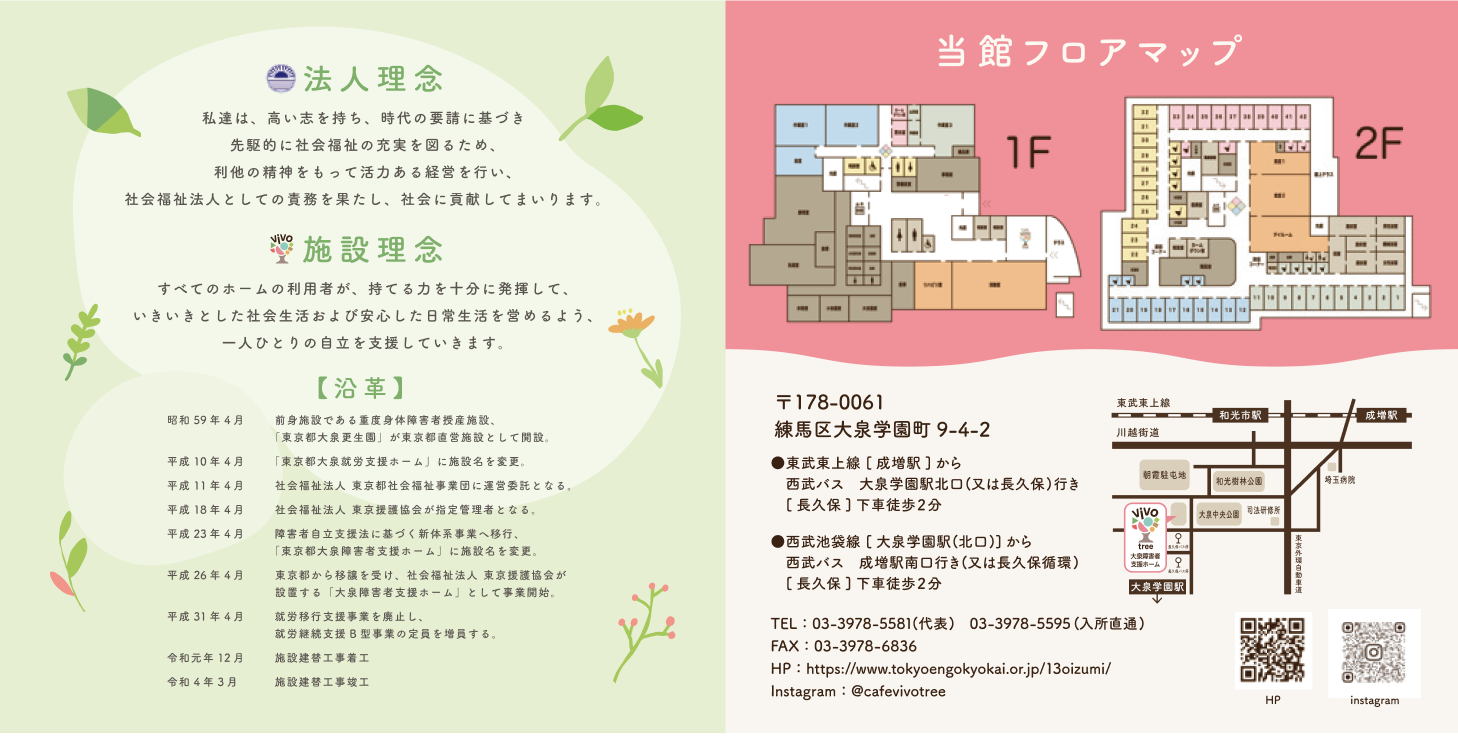 法人理念
私達は、高い志を持ち、時代の要請に基づき
先駆的に社会福祉の充実を図るため、
利他の精神をもって活力ある経営を行い、
社会福祉法人としての責務を果たし、社会に貢献してまいります。
vivo
施設理念
すべてのホームの利用者が、持てる力を十分に発揮して、
いきいきとした社会生活および安心した日常生活を営めるよう、
一人ひとりの自立を支援していきます。
【沿革】
昭和59年4月 前身施設である重度身体障害者授産施設、
「東京都大泉更生園」が東京都直営施設として開設。
平成10年4月 「東京都大泉就労支援ホーム」に施設名を変更。
平成11年4月 社会福祉法人 東京都社会福祉事業団に運営委託となる。
平成18年4月 社会福祉法人 東京援護協会が指定管理者となる。
平成23年4月 障害者自立支援法に基づく新体系事業へ移行、
「東京都大泉障害者支援ホーム」に施設名を変更。
平成26年4月 東京都から移譲を受け、社会福祉法人 東京援護協会が
設置する「大泉障害者支援ホーム」として事業開始。
平成31年4月 就労移行支援事業を廃止し、
就労継続支援B型事業の定員を増員する。
令和元年12月 施設建替工事着工
令和4年3月 施設建替工事竣工
当館フロアマップ
1F
2F
テラス
屋上テラス
デイルーム
〒178-0061
練馬区大泉学園町 9-4-2
●東武東上線 [ 成増駅 ] から
西武バス 大泉学園駅北口(又は長久保)行き
[ 長久保 ] 下車徒歩2分
●西武池袋線 [ 大泉学園駅(北口)] から
西武バス 成増駅南口行き(又は長久保循環)
[ 長久保 ] 下車徒歩2分
TEL：03-3978-5581(代表) 03-3978-5595(入所直通)
FAX：03-3978-6836
HP：https://www.tokyoengokyokai.or.jp/13oizumi/
Instagram：@cafevivotree
東武東上線
和光市駅
成増駅
川越街道
朝霞駐屯地
和光樹林公園
埼玉病院
大泉中央公園
司法研修所
vivo
tree
大泉障害者
支援ホーム
東京外環自動車道
大泉学園駅
HP
instagram